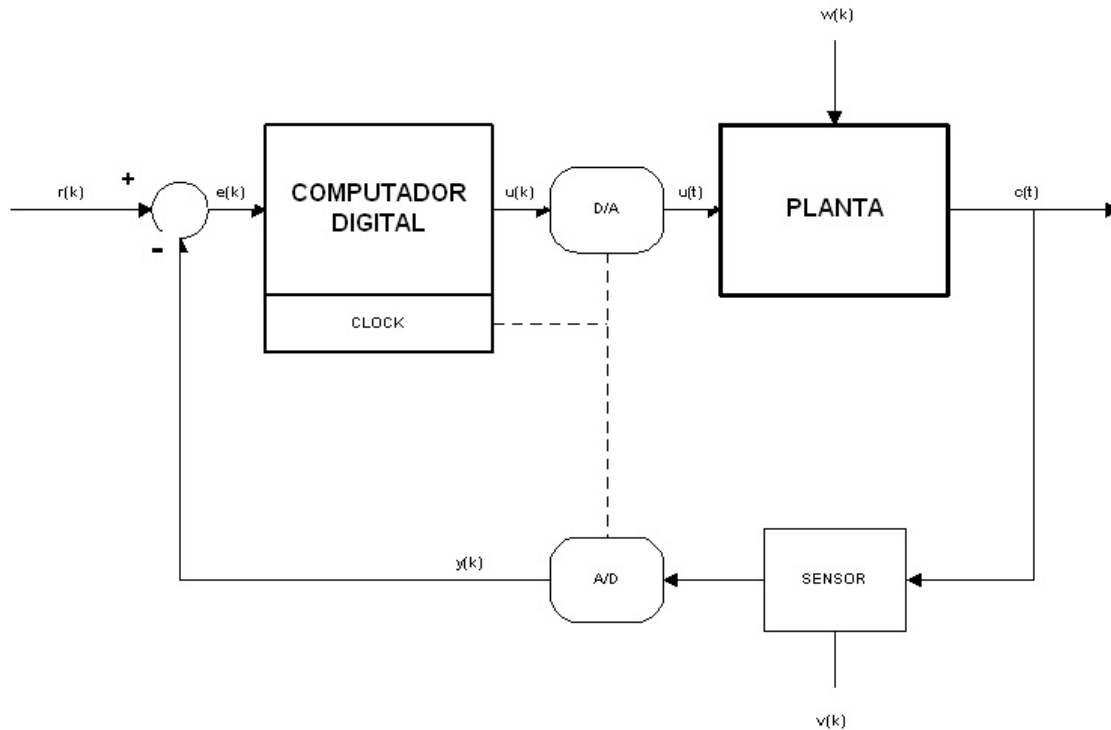 w(k)
r(k)
+
-
e(k)
COMPUTADOR
DIGITAL
CLOCK
u(k)
D/A
u(t)
PLANTA
c(t)
y(k)
A/D
SENSOR
v(k)